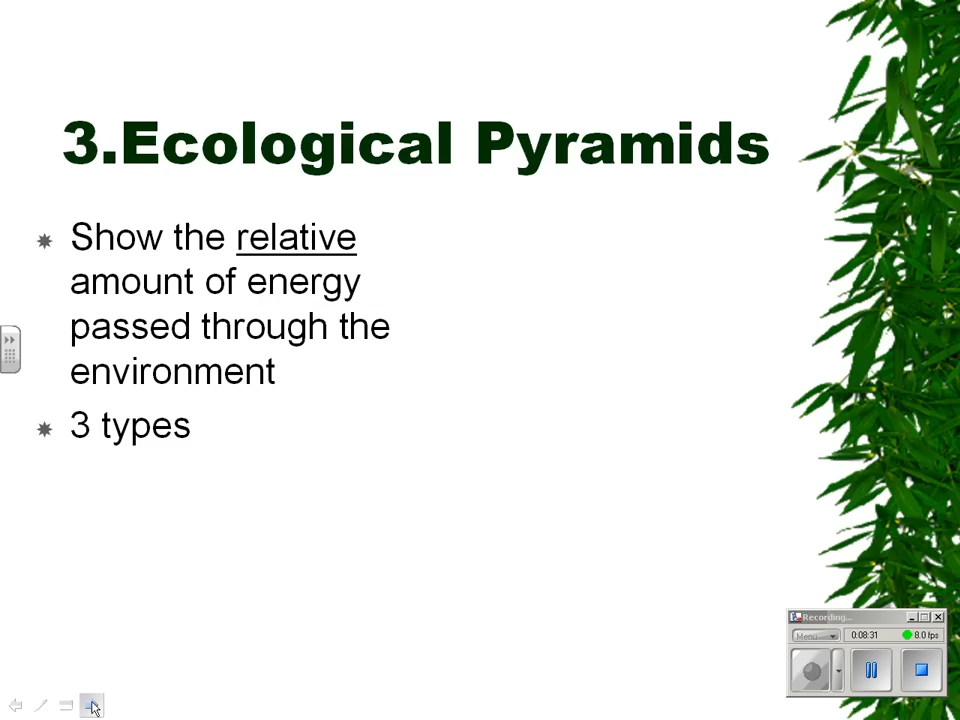 3.Ecological Pyramids
Show the relative
amount of energy
passed through the
environment
3 types
Recording...
Menu
0:08:31
8.0 fps